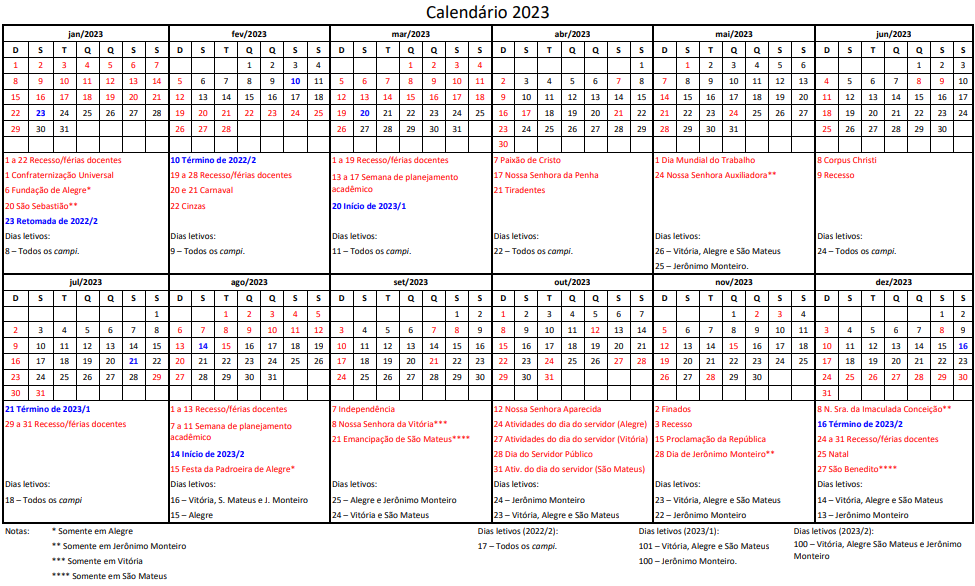 Calendário 2023
jan/2023
D S T Q Q S S
1 2 3 4 5 6 7
8 9 10 11 12 13 14
15 16 17 18 19 20 21
22 23 24 25 26 27 28
29 30 31
1 a 22 Recesso/férias docentes
1 Confraternização Universal
6 Fundação de Alegre*
20 São Sebastião**
23 Retomada de 2022/2
Dias letivos:
8 – Todos os campi.
fev/2023
D S T Q Q S S
1 2 3 4
5 6 7 8 9 10 11
12 13 14 15 16 17 18
19 20 21 22 23 24 25
26 27 28
10 Término de 2022/2
19 a 28 Recesso/férias docentes
20 e 21 Carnaval
22 Cinzas
Dias letivos:
9 – Todos os campi.
mar/2023
D S T Q Q S S
1 2 3 4
5 6 7 8 9 10 11
12 13 14 15 16 17 18
19 20 21 22 23 24 25
26 27 28 29 30 31
1 a 19 Recesso/férias docentes
13 a 17 Semana de planejamento
acadêmico
20 Início de 2023/1
Dias letivos:
11 – Todos os campi.
abr/2023
D S T Q Q S S
1
2 3 4 5 6 7 8
9 10 11 12 13 14 15
16 17 18 19 20 21 22
23 24 25 26 27 28 29
30
7 Paixão de Cristo
17 Nossa Senhora da Penha
21 Tiradentes
Dias letivos:
22 – Todos os campi.
mai/2023
D S T Q Q S S
1 2 3 4 5 6
7 8 9 10 11 12 13
14 15 16 17 18 19 20
21 22 23 24 25 26 27
28 29 30 31
1 Dia Mundial do Trabalho
24 Nossa Senhora Auxiliadora**
Dias letivos:
26 – Vitória, Alegre e São Mateus
25 – Jerônimo Monteiro.
jun/2023
D S T Q Q S S
1 2 3
4 5 6 7 8 9 10
11 12 13 14 15 16 17
18 19 20 21 22 23 24
25 26 27 28 29 30
8 Corpus Christi
9 Recesso
Dias letivos:
24 – Todos os campi.
jul/2023
D S T Q Q S S
1
2 3 4 5 6 7 8
9 10 11 12 13 14 15
16 17 18 19 20 21 22
23 24 25 26 27 28 29
30 31
21 Término de 2023/1
29 a 31 Recesso/férias docentes
Dias letivos:
18 – Todos os campi
ago/2023
D S T Q Q S S
1 2 3 4 5
6 7 8 9 10 11 12
13 14 15 16 17 18 19
20 21 22 23 24 25 26
27 28 29 30 31
1 a 13 Recesso/férias docentes
7 a 11 Semana de planejamento
acadêmico
14 Início de 2023/2
15 Festa da Padroeira de Alegre*
Dias letivos:
16 – Vitória, S. Mateus e J. Monteiro
15 – Alegre
set/2023
D S T Q Q S S
1 2
3 4 5 6 7 8 9
10 11 12 13 14 15 16
17 18 19 20 21 22 23
24 25 26 27 28 29 30
7 Independência
8 Nossa Senhora da Vitória***
21 Emancipação de São Mateus****
Dias letivos:
25 – Alegre e Jerônimo Monteiro
24 – Vitória e São Mateus
out/2023
D S T Q Q S S
1 2 3 4 5 6 7
8 9 10 11 12 13 14
15 16 17 18 19 20 21
22 23 24 25 26 27 28
29 30 31
12 Nossa Senhora Aparecida
24 Atividades do dia do servidor (Alegre)
27 Atividades do dia do servidor (Vitória)
28 Dia do Servidor Público
31 Ativ. do dia do servidor (São Mateus)
Dias letivos:
24 – Jerônimo Monteiro
23 – Vitória, Alegre e São Mateus
nov/2023
D S T Q Q S S
1 2 3 4
5 6 7 8 9 10 11
12 13 14 15 16 17 18
19 20 21 22 23 24 25
26 27 28 29 30
2 Finados
3 Recesso
15 Proclamação da República
28 Dia de Jerônimo Monteiro**
Dias letivos:
23 – Vitória, Alegre e São Mateus
22 – Jerônimo Monteiro
dez/2023
D S T Q Q S S
1 2
3 4 5 6 7 8 9
10 11 12 13 14 15 16
17 18 19 20 21 22 23
24 25 26 27 28 29 30
31
8 N. Sra. da Imaculada Conceição**
16 Término de 2023/2
24 a 31 Recesso/férias docentes
25 Natal
27 São Benedito****
Dias letivos:
14 – Vitória, Alegre e São Mateus
13 – Jerônimo Monteiro
Notas:
* Somente em Alegre
** Somente em Jerônimo Monteiro
*** Somente em Vitória
**** Somente em São Mateus
Dias letivos (2022/2):
17 – Todos os campi.
Dias letivos (2023/1):
101 – Vitória, Alegre e São Mateus
100 – Jerônimo Monteiro.
Dias letivos (2023/2):
100 – Vitória, Alegre São Mateus e Jerônimo
Monteiro